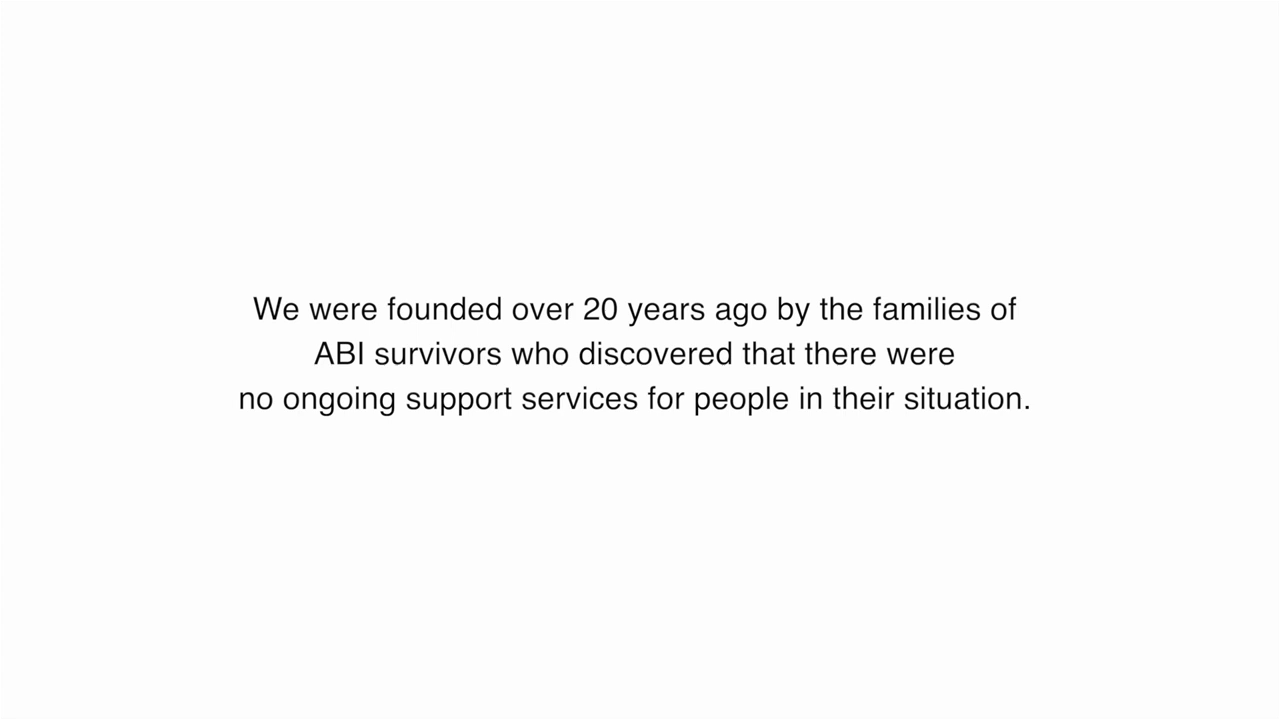 We were founded over 20 years ago by the families of
ABI survivors who discovered that there were
no ongoing support services for people in their situation.